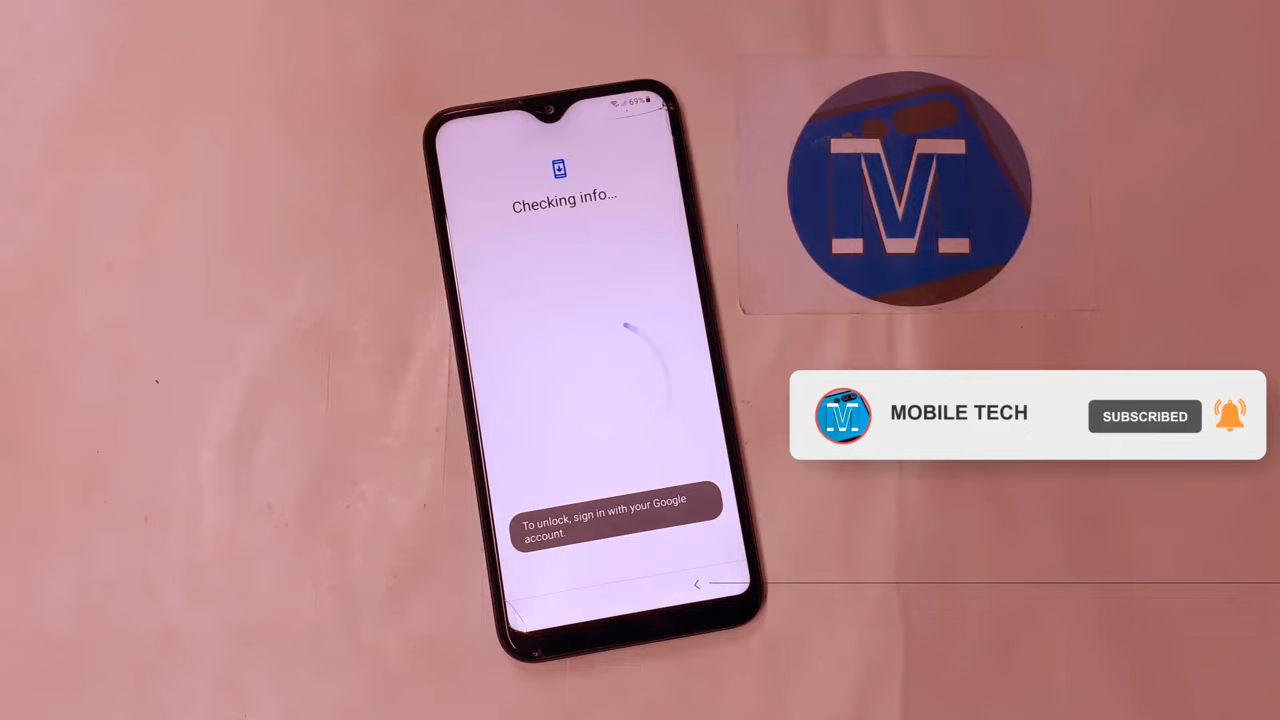 69%
Checking info...
To unlock, sign in with your Google
account.
M
M
MOBILE TECH
SUBSCRIBED